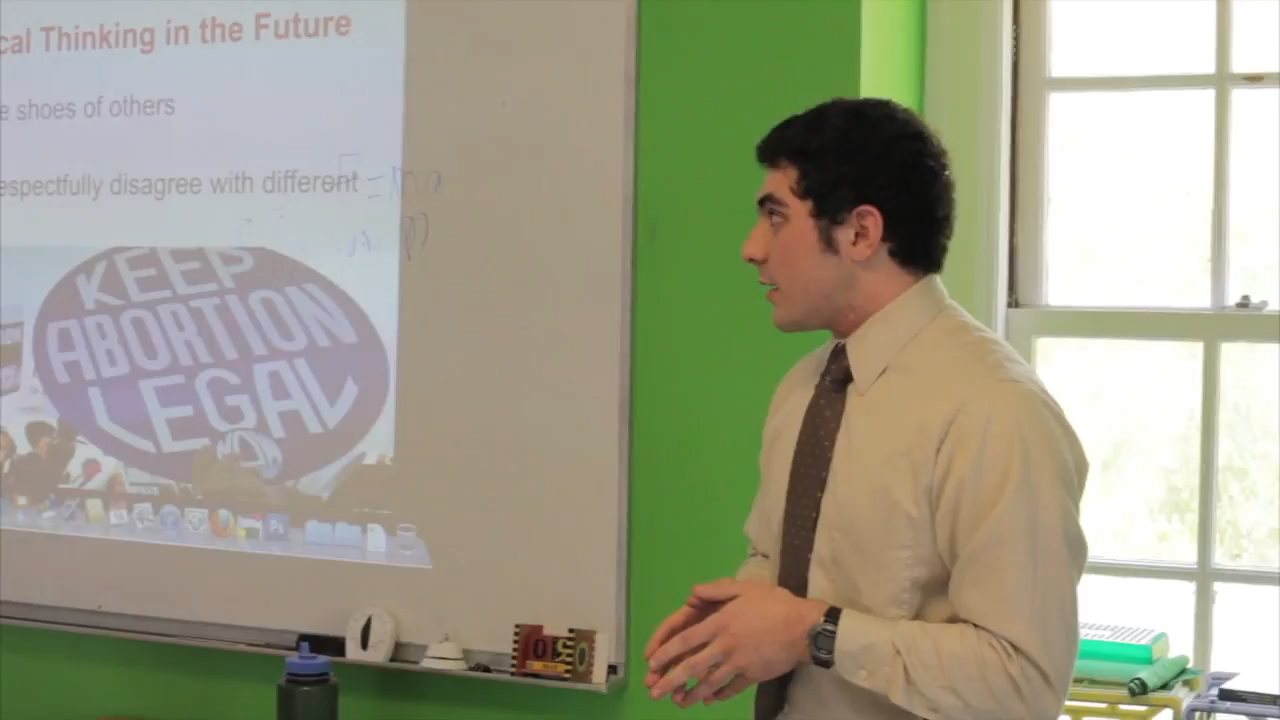 cal Thinking in the Future
e shoes of others
espectfully disagree with different
KEEP
ABORTION
LEGAL